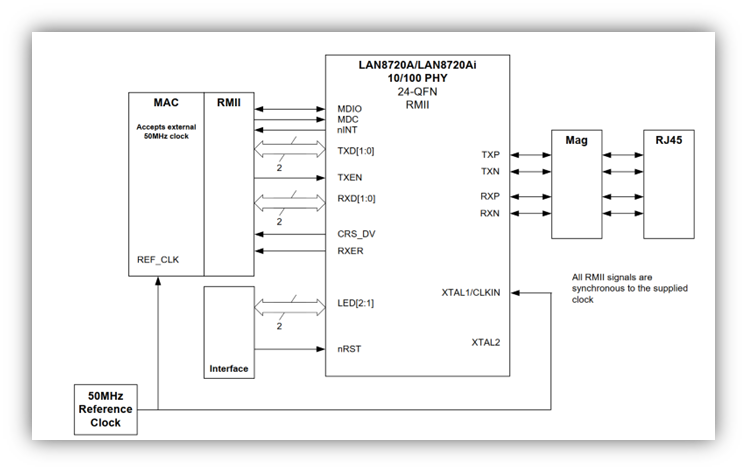 LAN8720A/LAN8720Ai
10/100 PHY
24-QFN
RMII
MAC
RMII
Accepts external
50MHz clock
REF_CLK
MDIO
MDC
nINT
TXD[1:0]
2
TXEN
RXD[1:0]
2
CRS_DV
RXER
LED[2:1]
2
nRST
Interface
TXP
TXN
RXP
RXN
XTAL1/CLKIN
XTAL2
Mag
RJ45
All RMII signals are
synchronous to the supplied
clock
50MHz
Reference
Clock